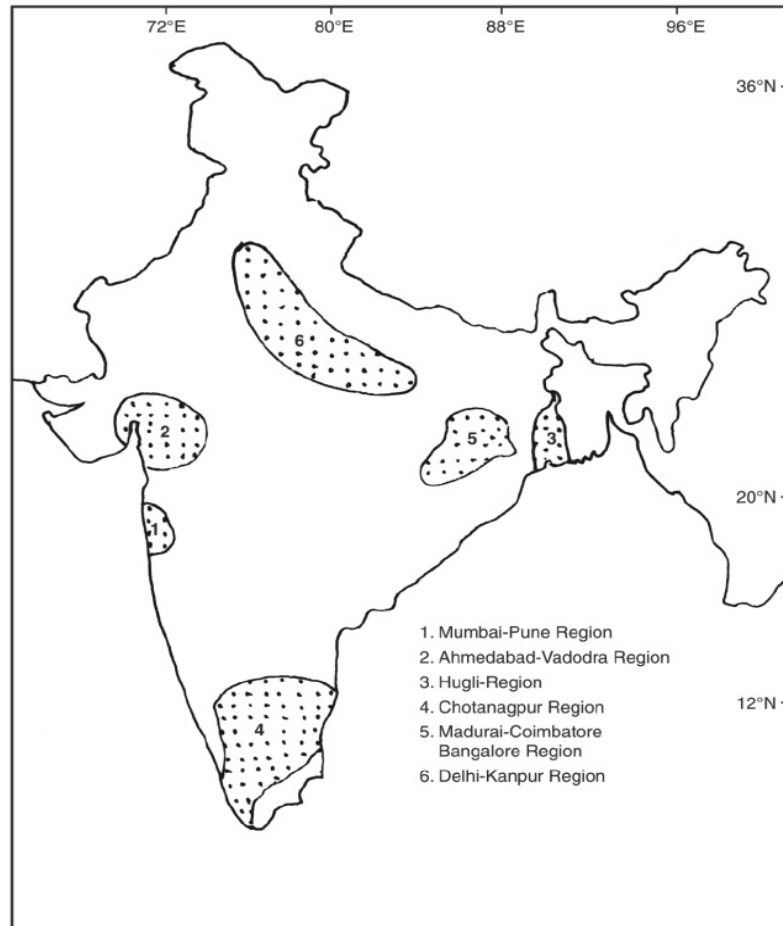 72°E 80°E 88°E 96°E
36°N
6
2
5
3
20°N
1
1. Mumbai-Pune Region
2. Ahmedabad-Vadodra Region
3. Hugli-Region
12°N
4. Chotanagpur Region
4
5. Madurai-Coimbatore
Bangalore Region
6. Delhi-Kanpur Region